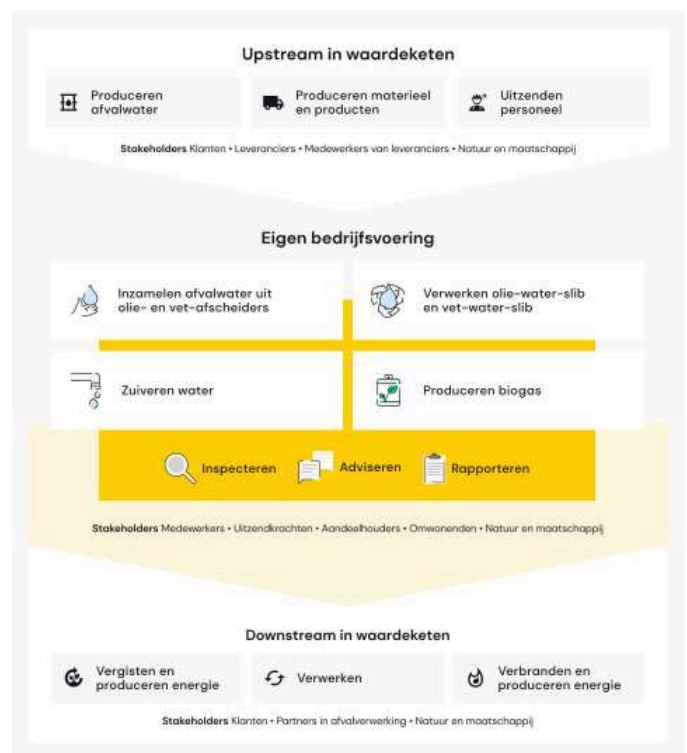 Upstream in waardeketen
Produceren
afvalwater
Produceren materieel
en producten
Uitzenden
personeel
Stakeholders Klanten • Leveranciers • Medewerkers van leveranciers • Natuur en maatschappij
Eigen bedrijfsvoering
Inzamelen afvalwater uit
olie- en vet-afscheiders
Verwerken olie-water-slib
en vet-water-slib
Zuiveren water
Produceren biogas
Inspecteren
Adviseren
Rapporteren
Stakeholders Medewerkers • Uitzendkrachten • Aandeelhouders • Omwonenden • Natuur en maatschappij
Downstream in waardeketen
Vergisten en
produceren energie
Verwerken
Verbranden en
produceren energie
Stakeholders Klanten • Partners in afvalverwerking • Natuur en maatschappij